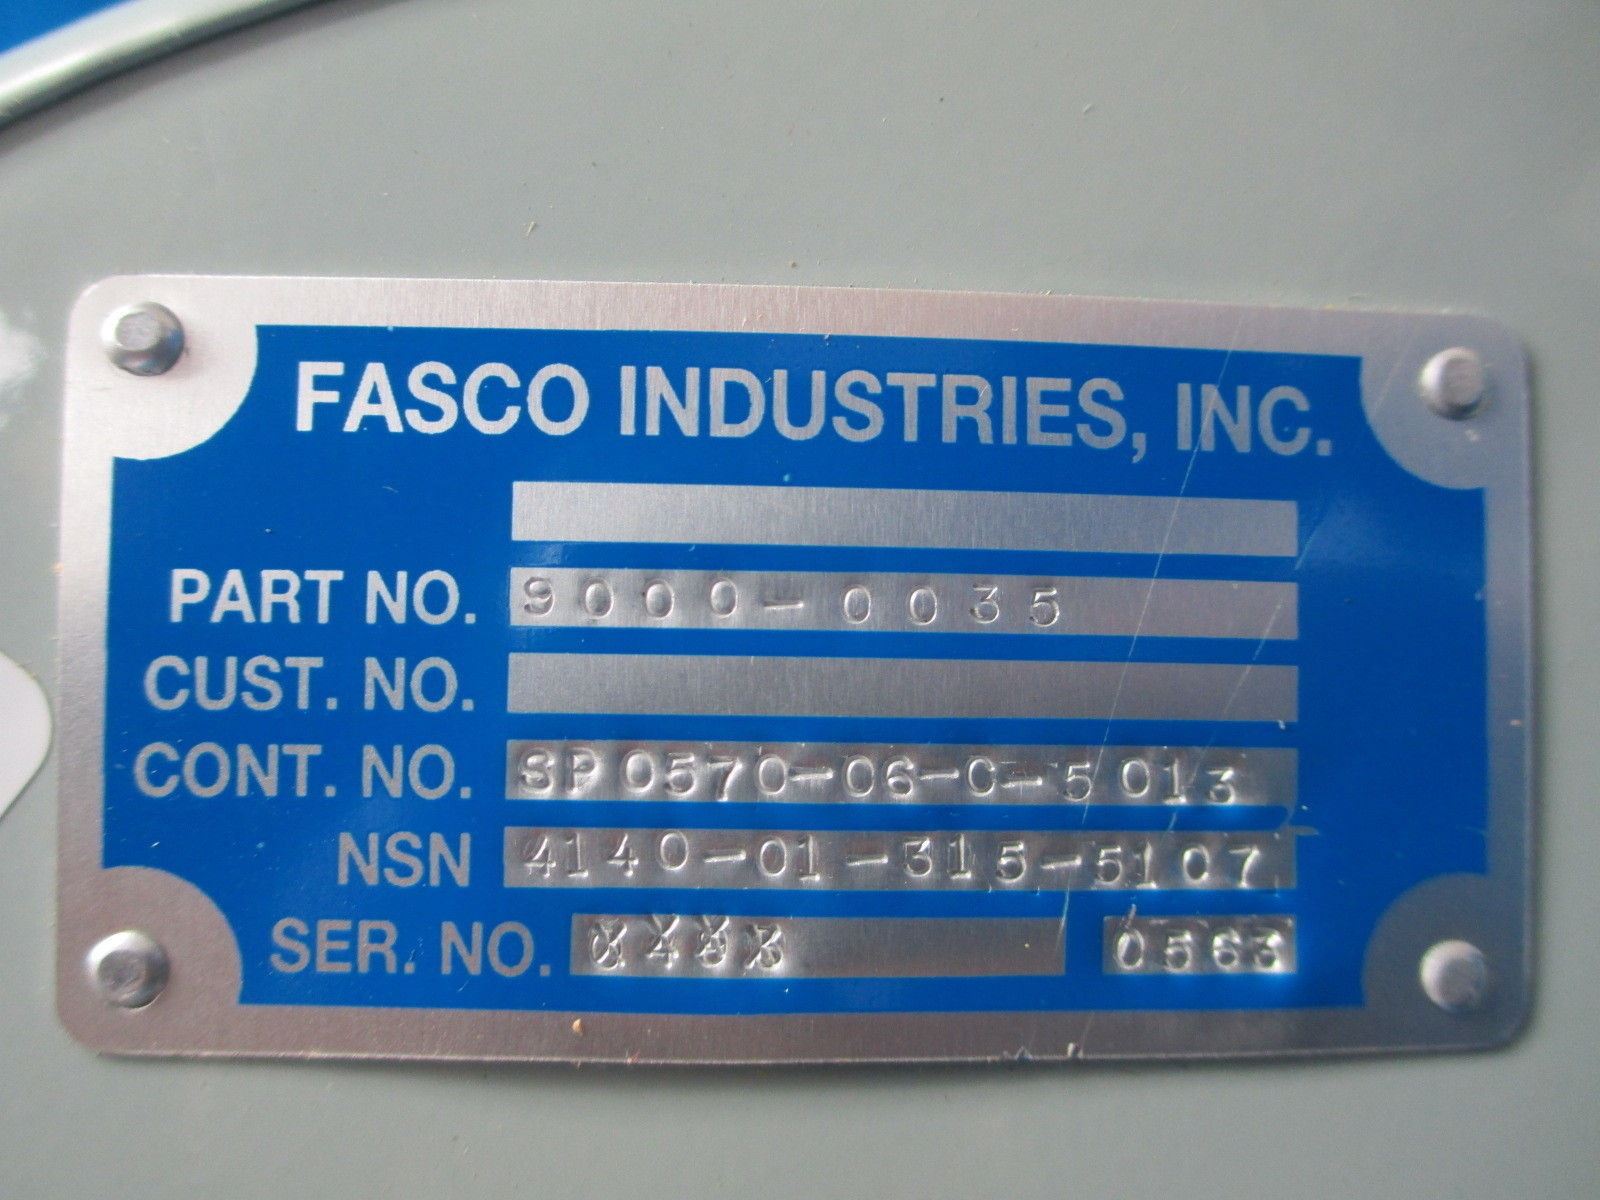 FASCO INDUSTRIES, INC.
PART NO. 9000-0035
CUST. NO.
CONT. NO. SP0570-06-C-5013
NSN 4140-01-315-5107
SER. NO. 0563